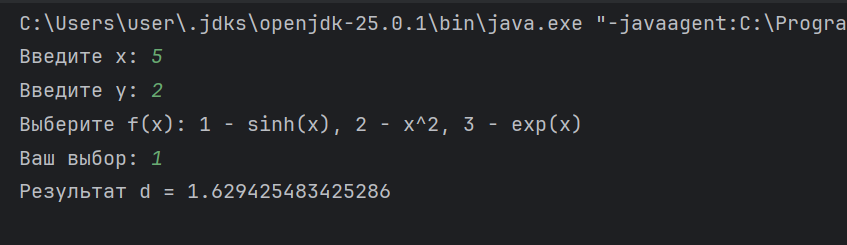 C:\Users\user\.jdks\openjdk-25.0.1\bin\java.exe "-javaagent:C:\Progra
Введите x: 5
Введите y: 2
Выберите f(x): 1 - sinh(x), 2 - x^2, 3 - exp(x)
Ваш выбор: 1
Результат d = 1.629425483425286